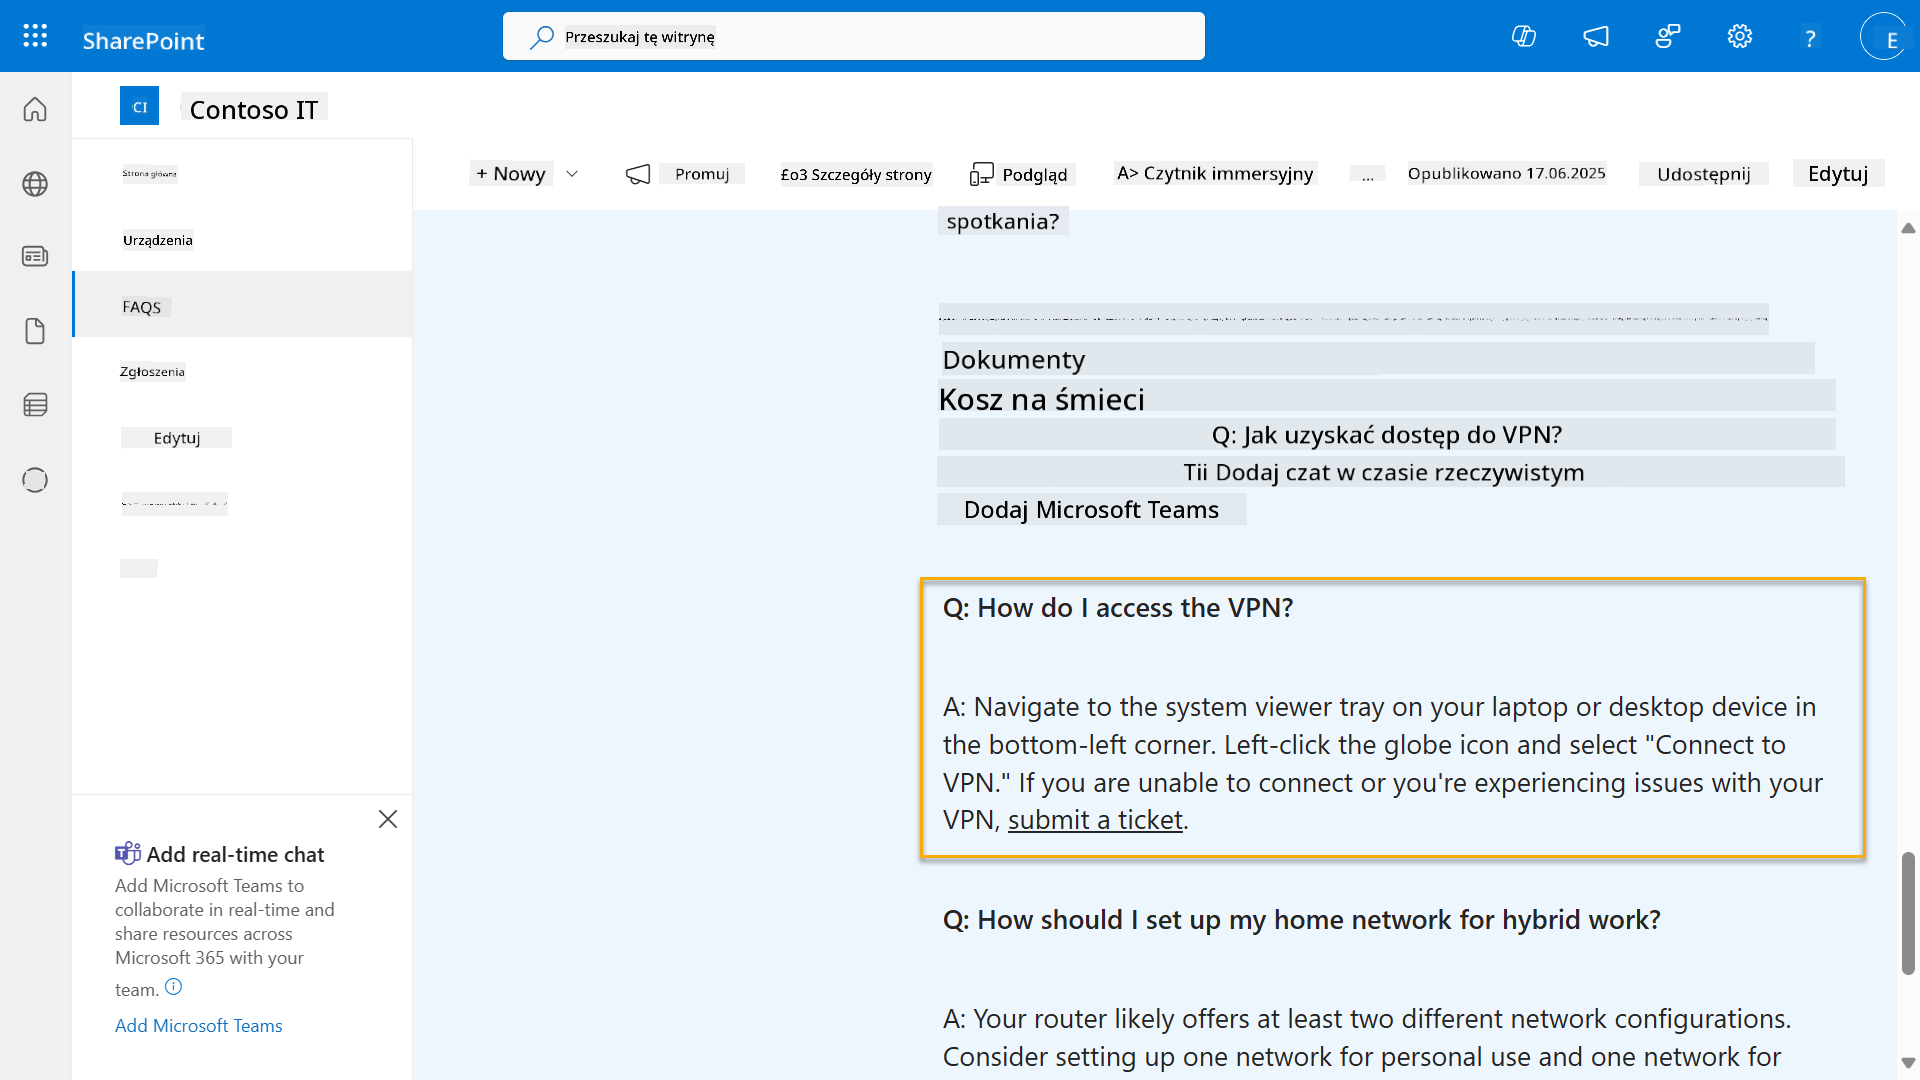 SharePoint
Przeszukaj tę witrynę
?
E
CI
Contoso IT
Strona główna
Urządzenia
FAQS
Zgłoszenia
Edytuj
+ Nowy
Promuj
£o3 Szczegóły strony
Podgląd
A> Czytnik immersyjny
...
Opublikowano 17.06.2025
Udostępnij
Edytuj
spotkania?
Dokumenty
Kosz na śmieci
Q: Jak uzyskać dostęp do VPN?
Tii Dodaj czat w czasie rzeczywistym
Dodaj Microsoft Teams
Q: How do I access the VPN?
A: Navigate to the system viewer tray on your laptop or desktop device in
the bottom-left corner. Left-click the globe icon and select "Connect to
VPN." If you are unable to connect or you're experiencing issues with your
VPN, submit a ticket.
Q: How should I set up my home network for hybrid work?
A: Your router likely offers at least two different network configurations.
Consider setting up one network for personal use and one network for
Add real-time chat
Add Microsoft Teams to
collaborate in real-time and
share resources across
Microsoft 365 with your
team.
Add Microsoft Teams